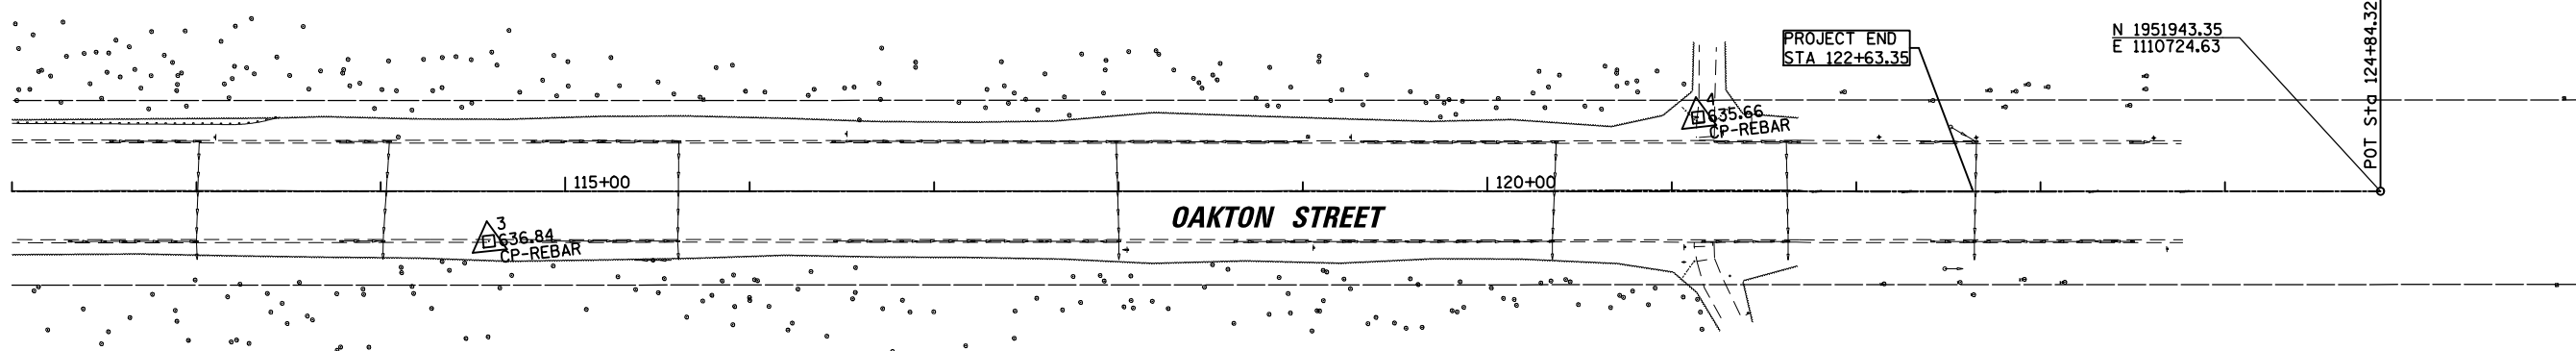 PROJECT END
STA 122+63.35
N 1951943.35
E 1110724.63
POT Sta 124+84.32
4
635.66
CP-REBAR
115+00
120+00
OAKTON STREET
3
636.84
CP-REBAR